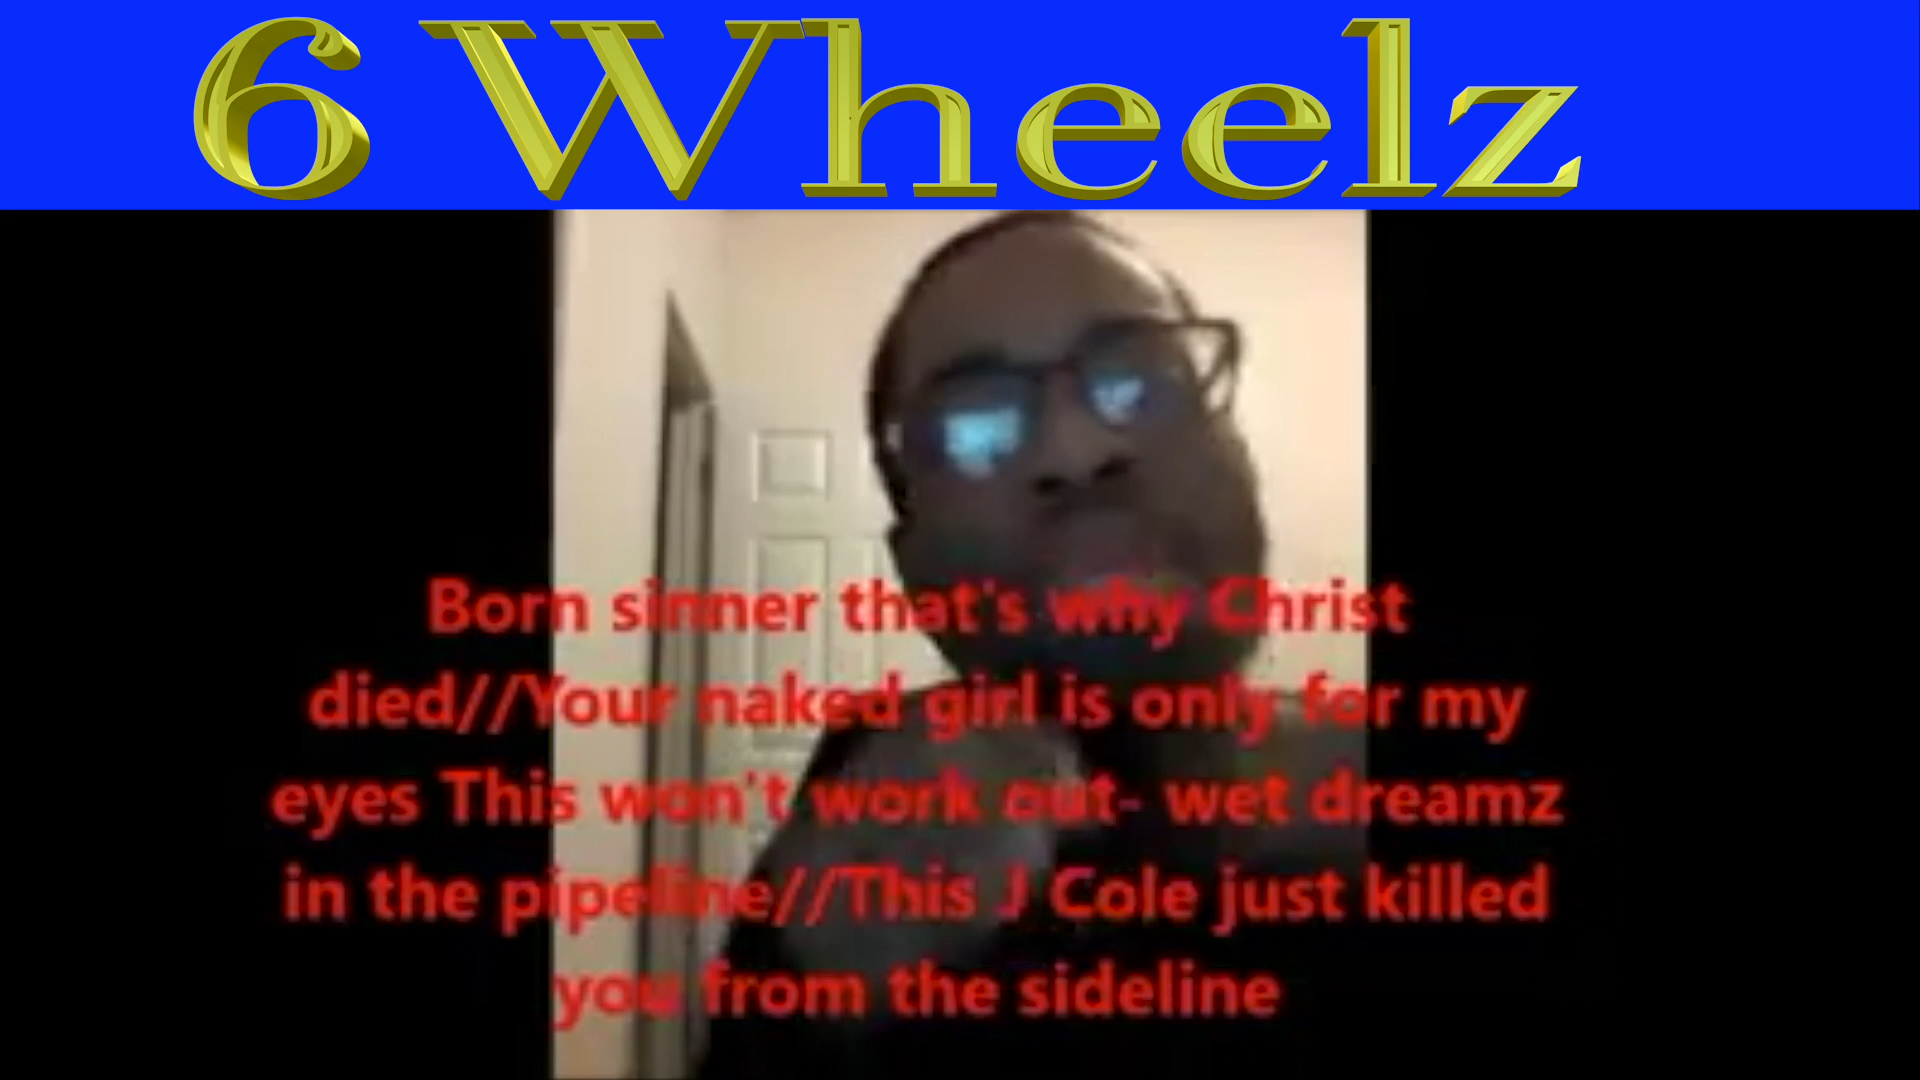 6 Wheelz
Born sinner that's why Christ
died//Your naked girl is only for my
eyes This won't work out- wet dreamz
in the pipeline//This J Cole just killed
you from the sideline